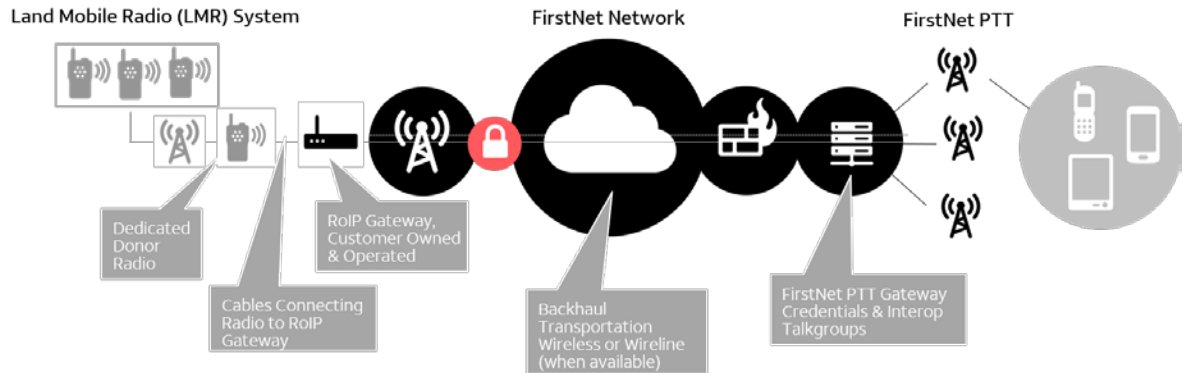 Land Mobile Radio (LMR) System
FirstNet Network
FirstNet PTT
Dedicated
Donor
Radio
RoIP Gateway,
Customer Owned
& Operated
Cables Connecting
Radio to RoIP
Gateway
Backhaul
Transportation
Wireless or Wireline
(when available)
FirstNet PTT Gateway
Credentials & Interop
Talkgroups